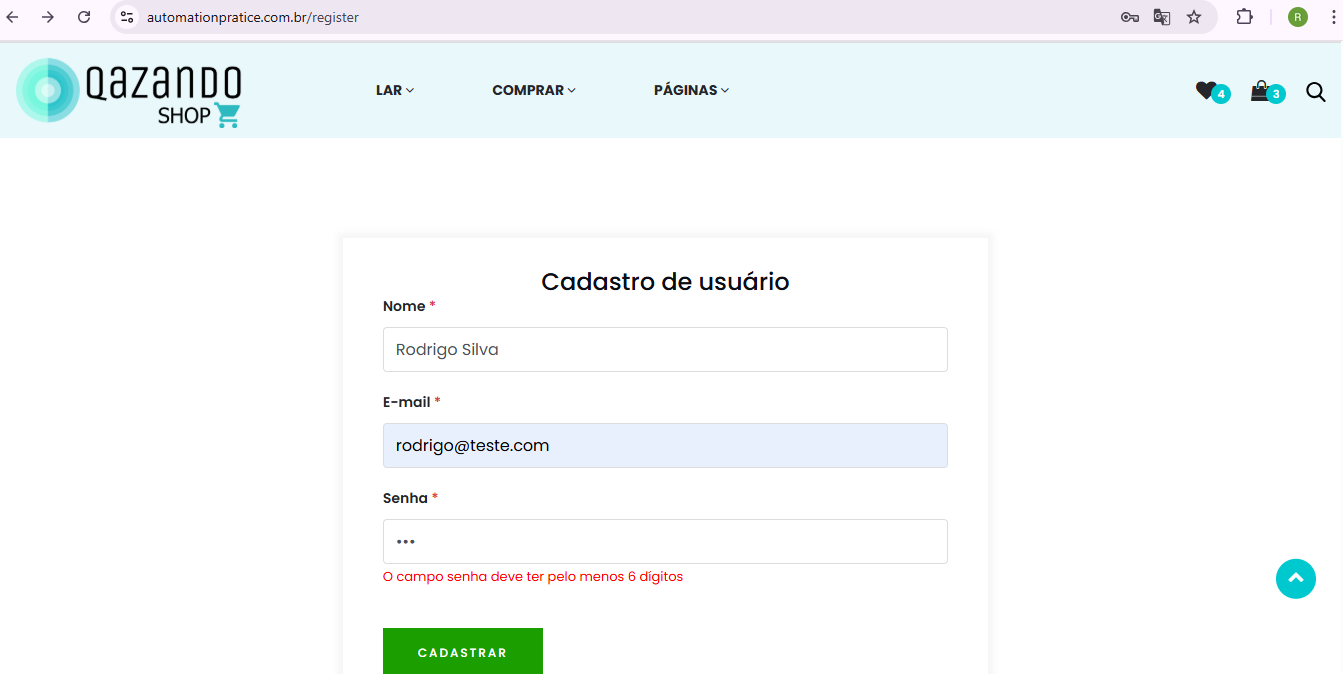 automationpratice.com.br/register
R
QAZANDO
SHOP
LAR
COMPRAR
PÁGINAS
4
3
Cadastro de usuário
Nome *
Rodrigo Silva
E-mail *
rodrigo@teste.com
Senha *
•••
O campo senha deve ter pelo menos 6 dígitos
CADASTRAR